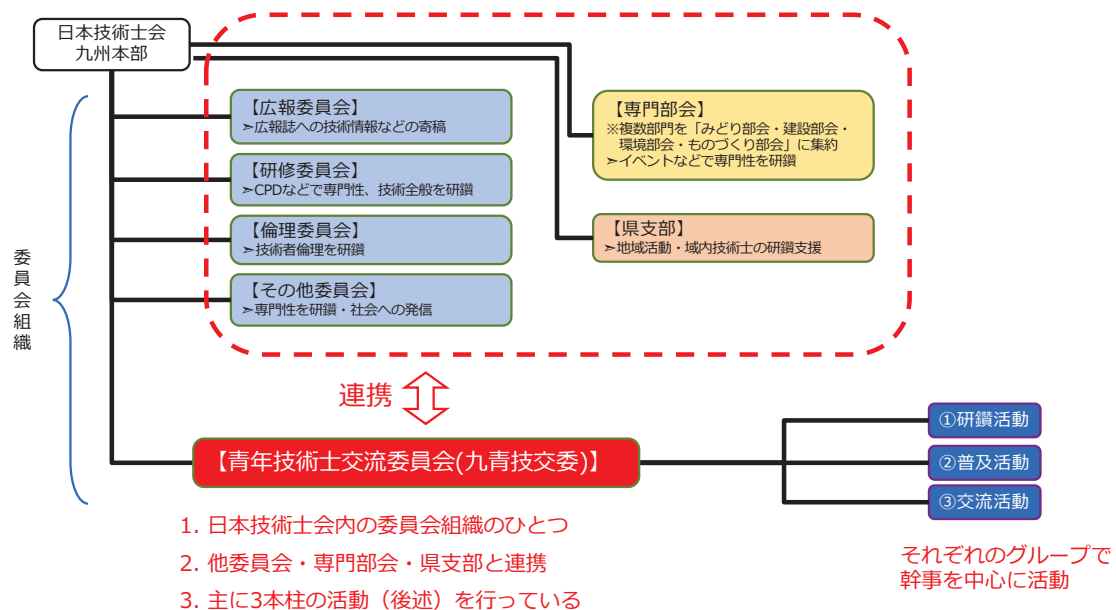 日本技術士会
九州本部
【広報委員会】
➣広報誌への技術情報などの寄稿
【研修委員会】
➣CPDなどで専門性、技術全般を研鑽
【倫理委員会】
➣技術者倫理を研鑽
【その他委員会】
➣専門性を研鑽・社会への発信
【専門部会】
※複数部門を「みどり部会・建設部会・
環境部会・ものづくり部会」に集約
➣イベントなどで専門性を研鑽
【県支部】
➣地域活動・域内技術士の研鑽支援
委員会組織
連携
【青年技術士交流委員会(九青技交委)】
①研鑽活動
②普及活動
③交流活動
1. 日本技術士会内の委員会組織のひとつ
2. 他委員会・専門部会・県支部と連携
3. 主に3本柱の活動（後述）を行っている
それぞれのグループで
幹事を中心に活動